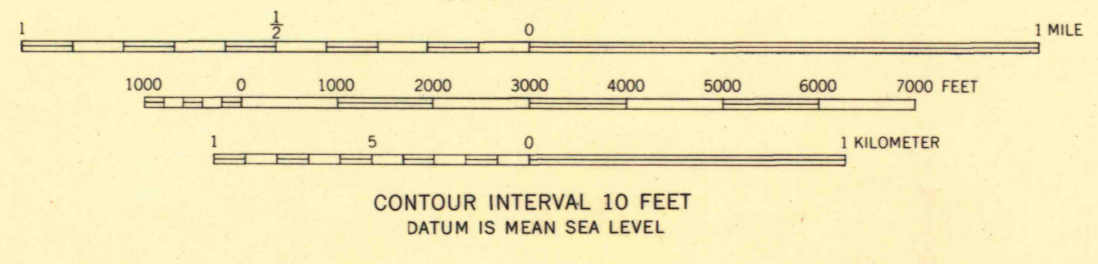 1 1/2 0 1 MILE
1000 0 1000 2000 3000 4000 5000 6000 7000 FEET
1 5 0 1 KILOMETER
CONTOUR INTERVAL 10 FEET
DATUM IS MEAN SEA LEVEL